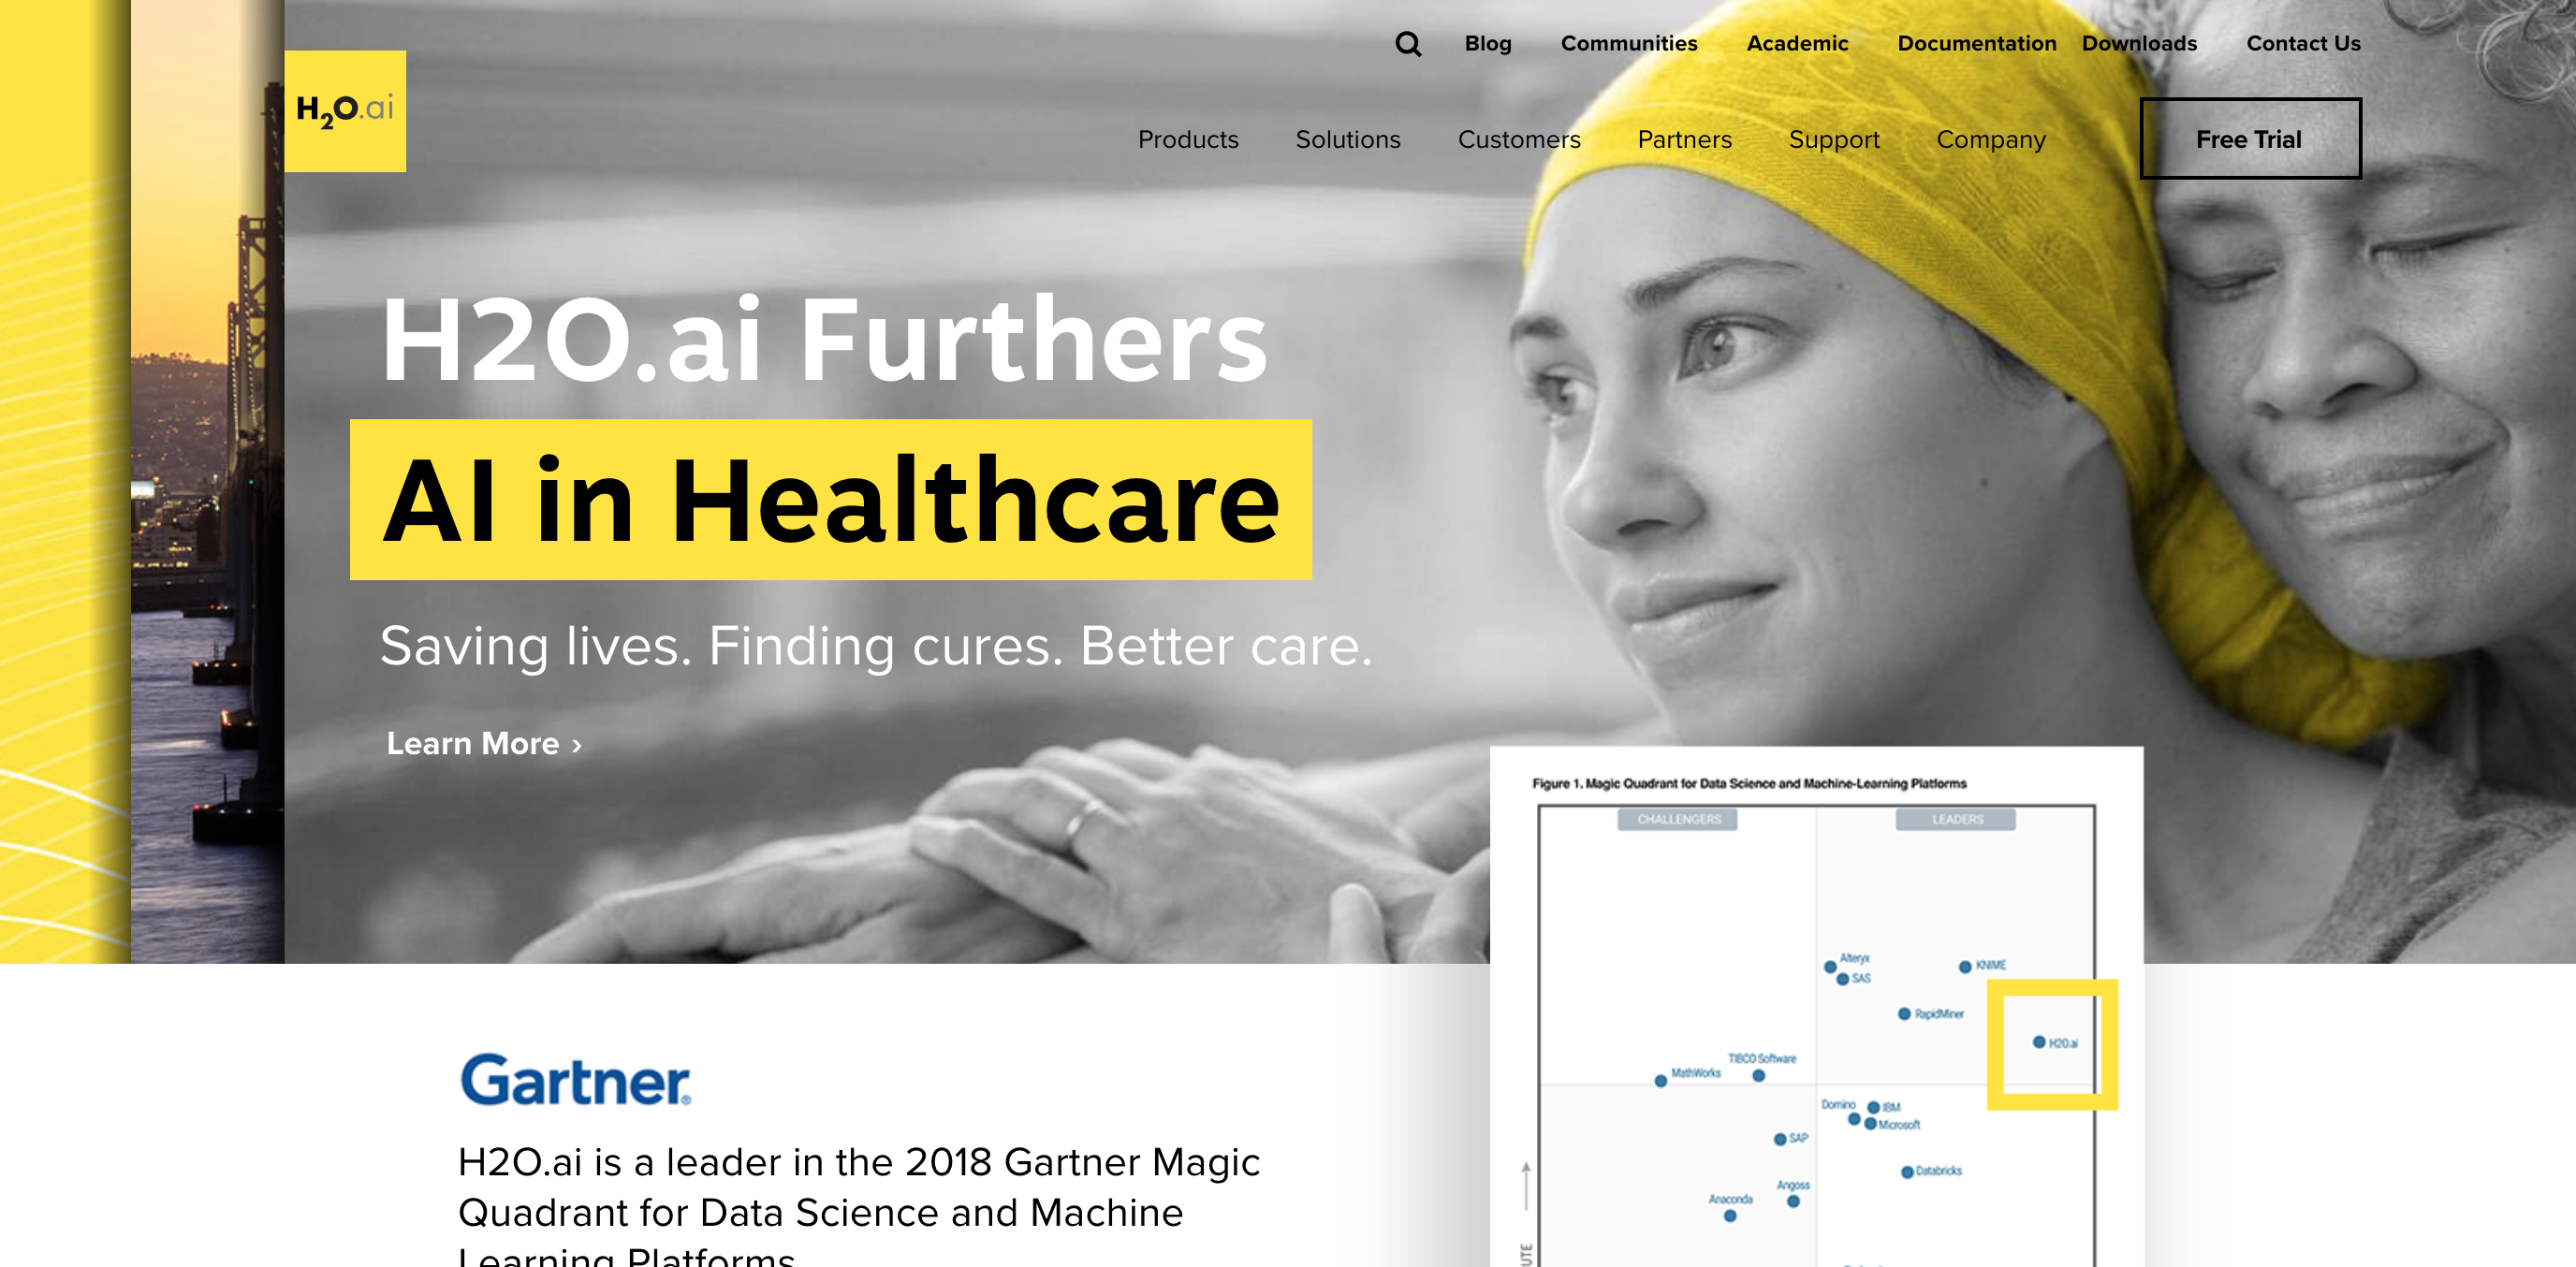 Blog Communities Academic Documentation Downloads Contact Us
H2O.ai
Products Solutions Customers Partners Support Company Free Trial
H2O.ai Furthers
AI in Healthcare
Saving lives. Finding cures. Better care.
Learn More ›
Figure 1. Magic Quadrant for Data Science and Machine-Learning Platforms
CHALLENGERS LEADERS
Alteryx
KNIME
SAS
RapidMiner
H2O.ai
TIBCO Software
MathWorks
Domino IBM
Microsoft
SAP
Databricks
Angoss
Anaconda
Gartner®
H2O.ai is a leader in the 2018 Gartner Magic
Quadrant for Data Science and Machine
Learning Platforms